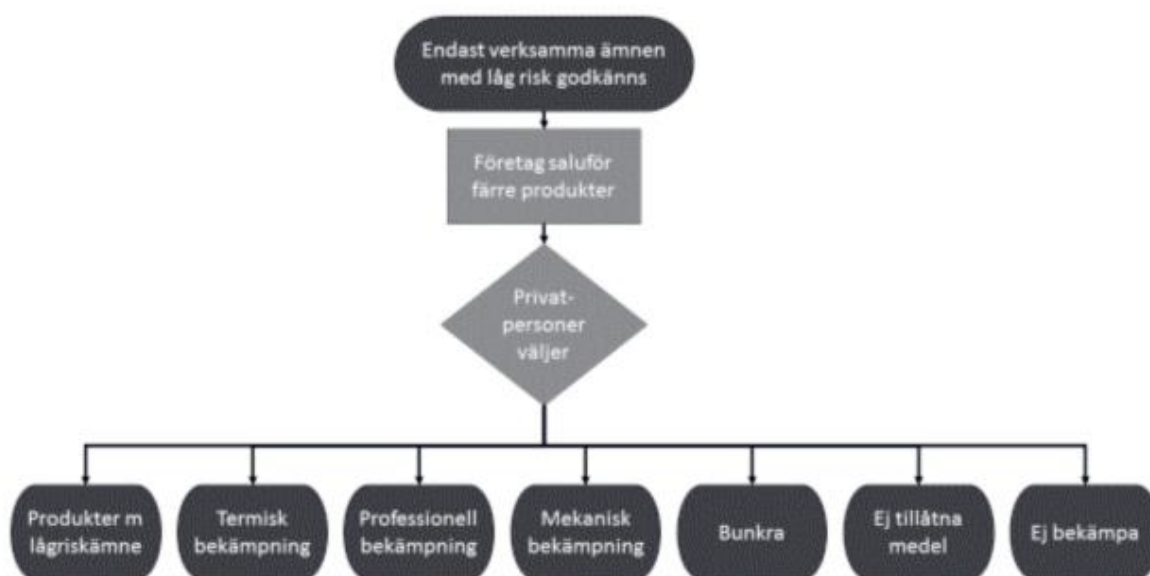 Endast verksamma ämnen
med låg risk godkänns
Företag saluför
färre produkter
Privat-
personer
väljer
Produkter m
lågriskämne
Termisk
bekämpning
Professionell
bekämpning
Mekanisk
bekämpning
Bunkra
Ej tillåtna
medel
Ej bekämpa